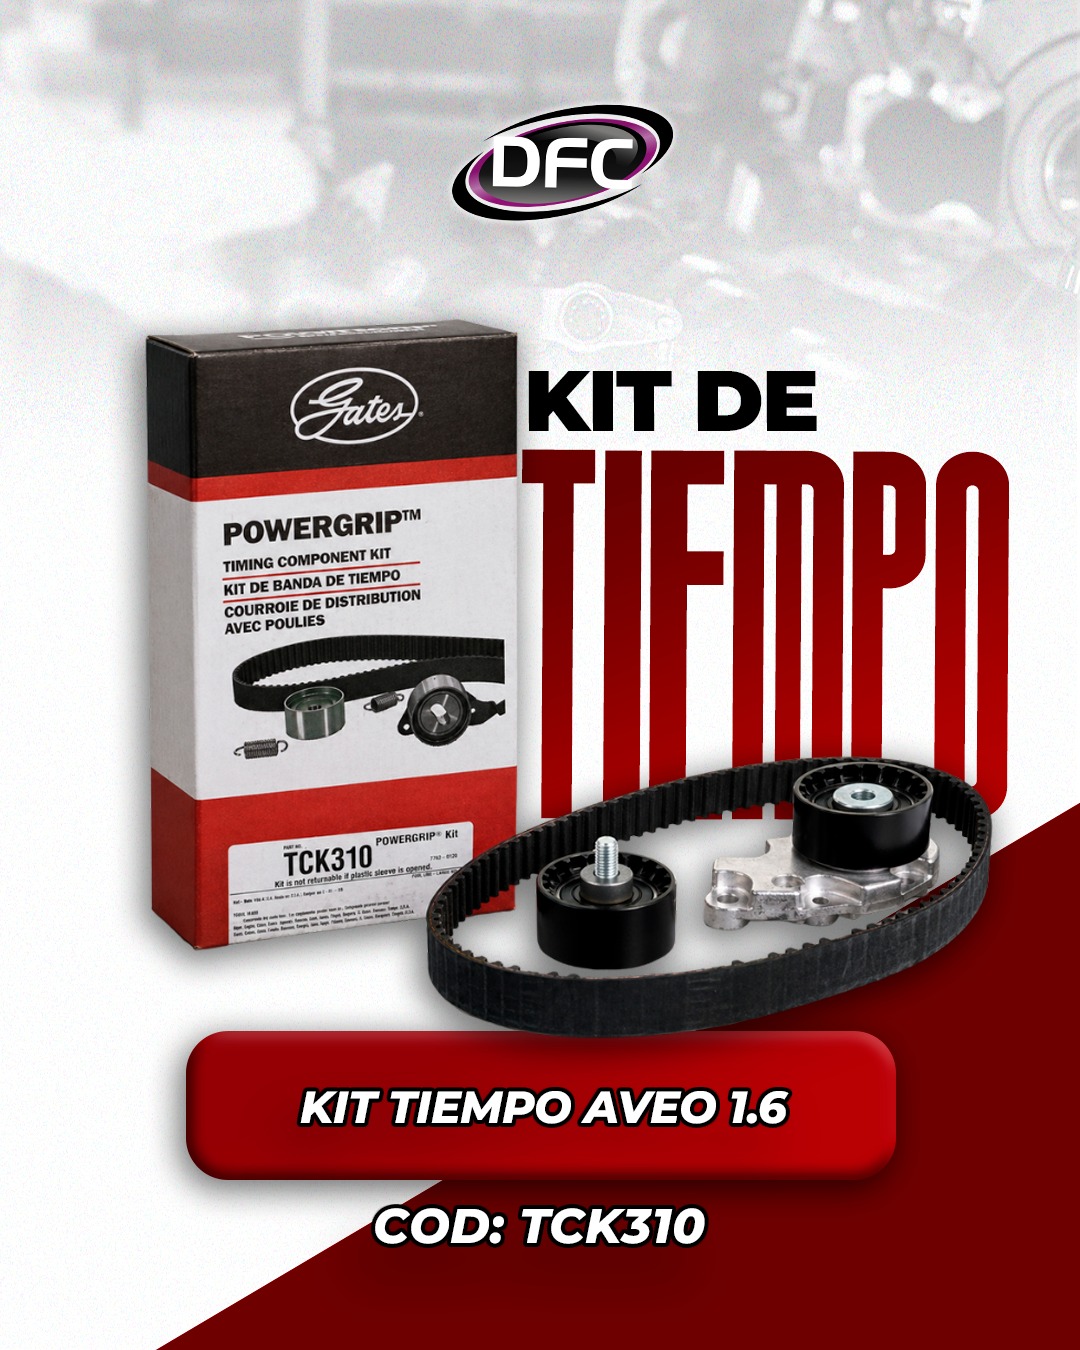 DFC
KIT DE
TIEMPO
Gates
POWERGRIP™
TIMING COMPONENT KIT
KIT DE BANDA DE TIEMPO
COURROIE DE DISTRIBUTION
AVEC POULIES
POWERGRIP® Kit
PART NO.
TCK310
Kit is not returnable if plastic sleeve is opened.
KIT TIEMPO AVEO 1.6
COD: TCK310